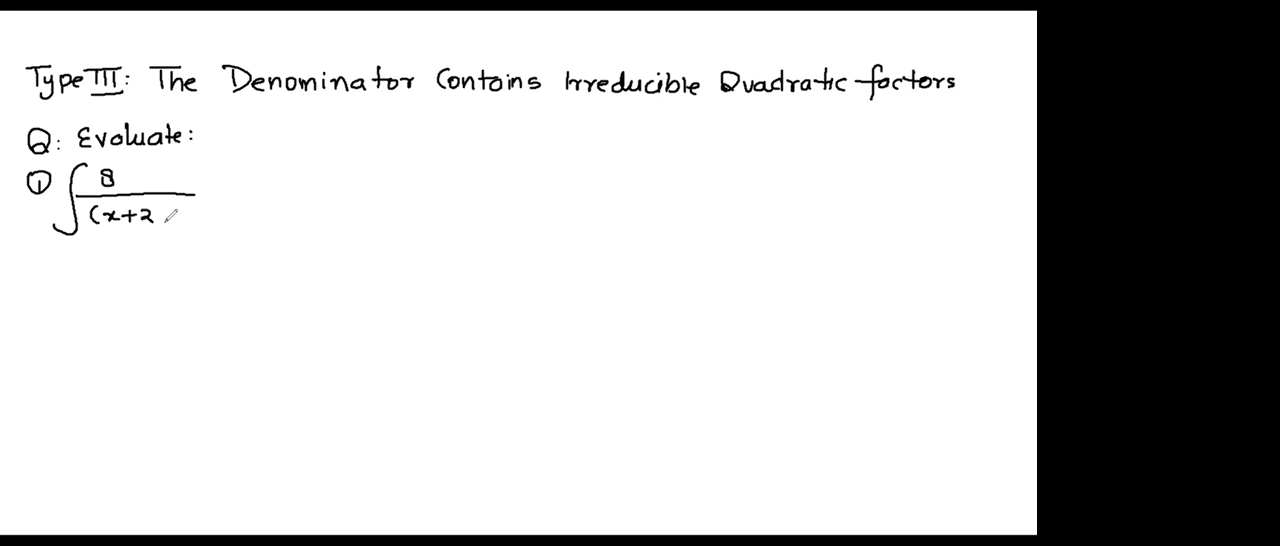 Type III: The Denominator Contains Irreducible Quadratic factors
Q: Evaluate:
① ∫ 8
(x+2